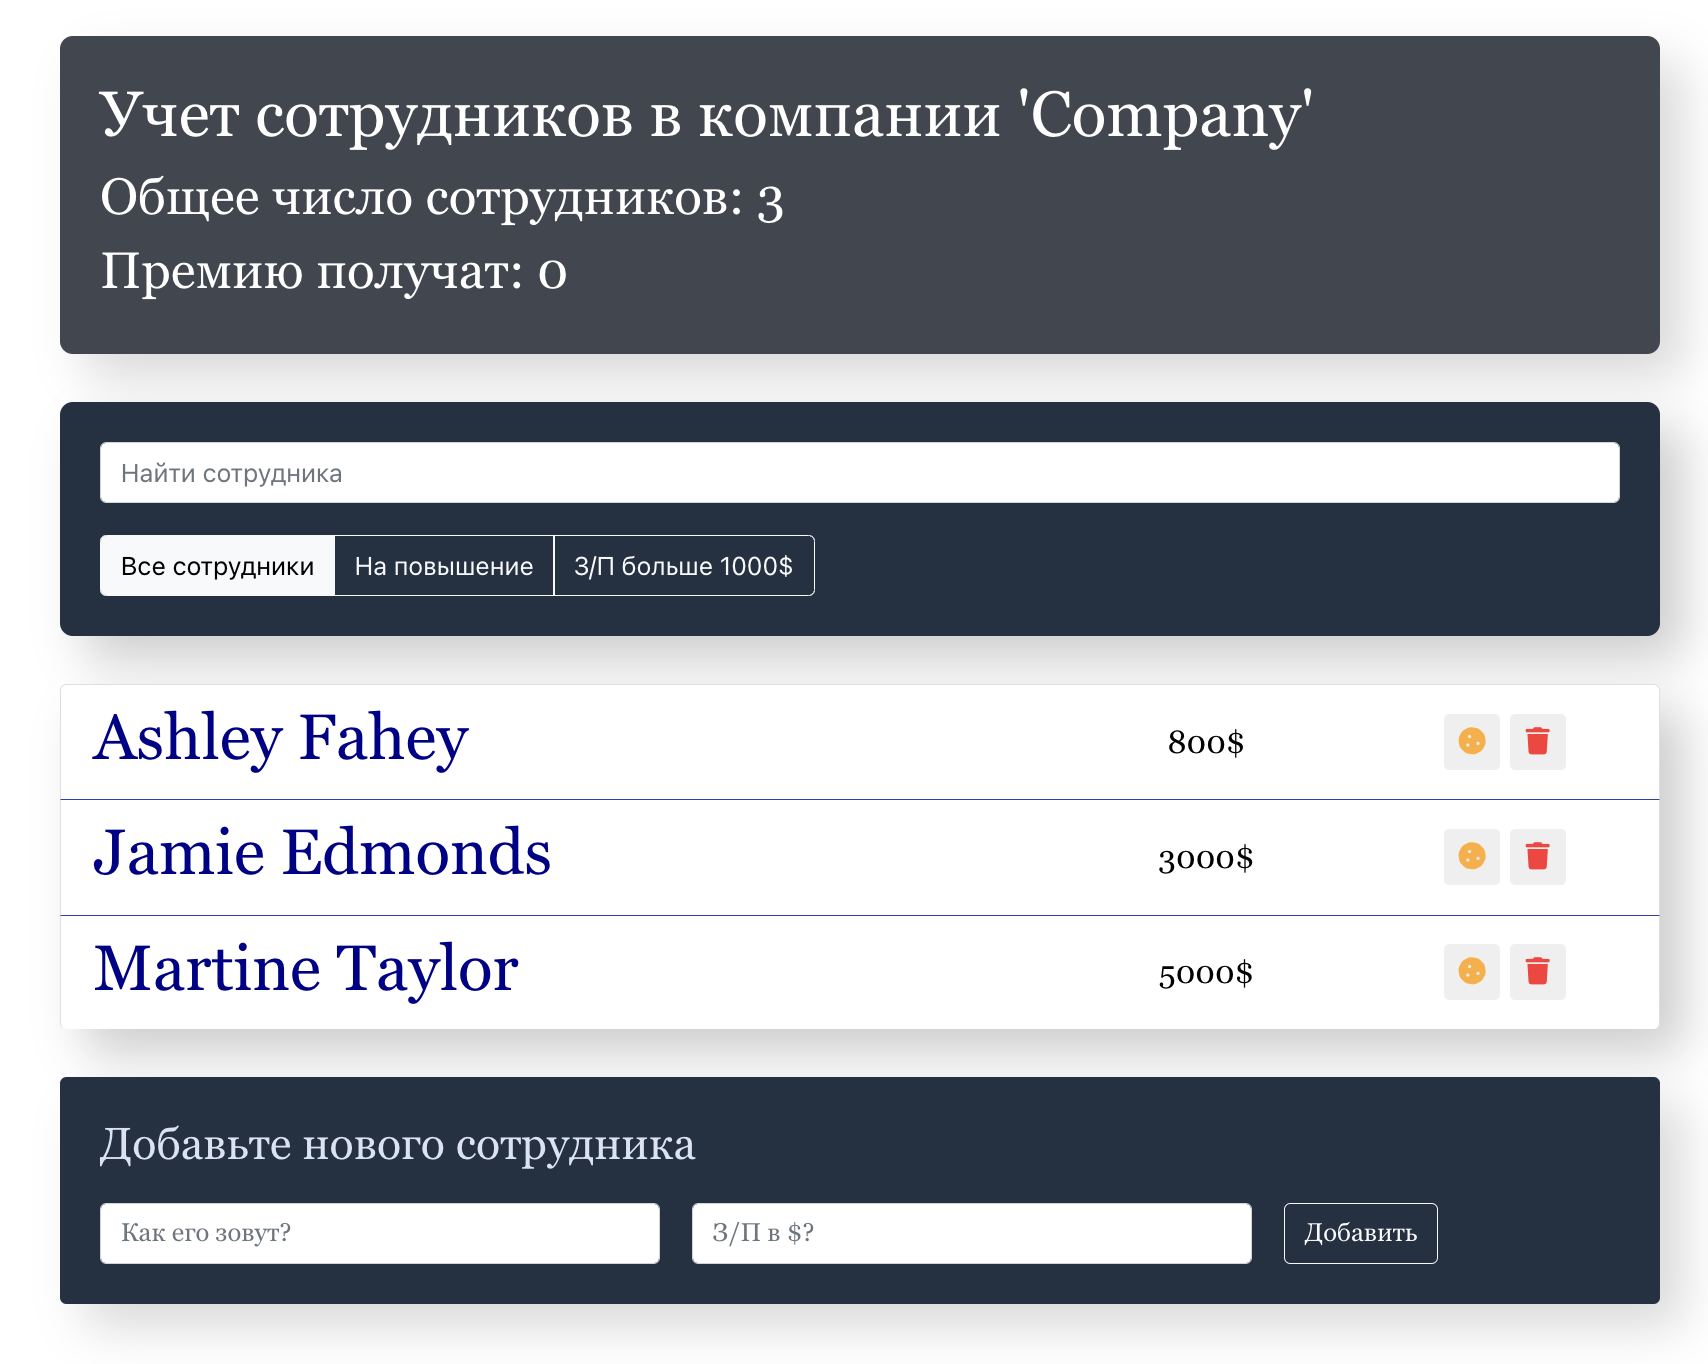 Учет сотрудников в компании 'Company'
Общее число сотрудников: 3
Премию получат: 0
Найти сотрудника
Все сотрудники На повышение З/П больше 1000$
Ashley Fahey 800$
Jamie Edmonds 3000$
Martine Taylor 5000$
Добавьте нового сотрудника
Как его зовут? З/П в $? Добавить